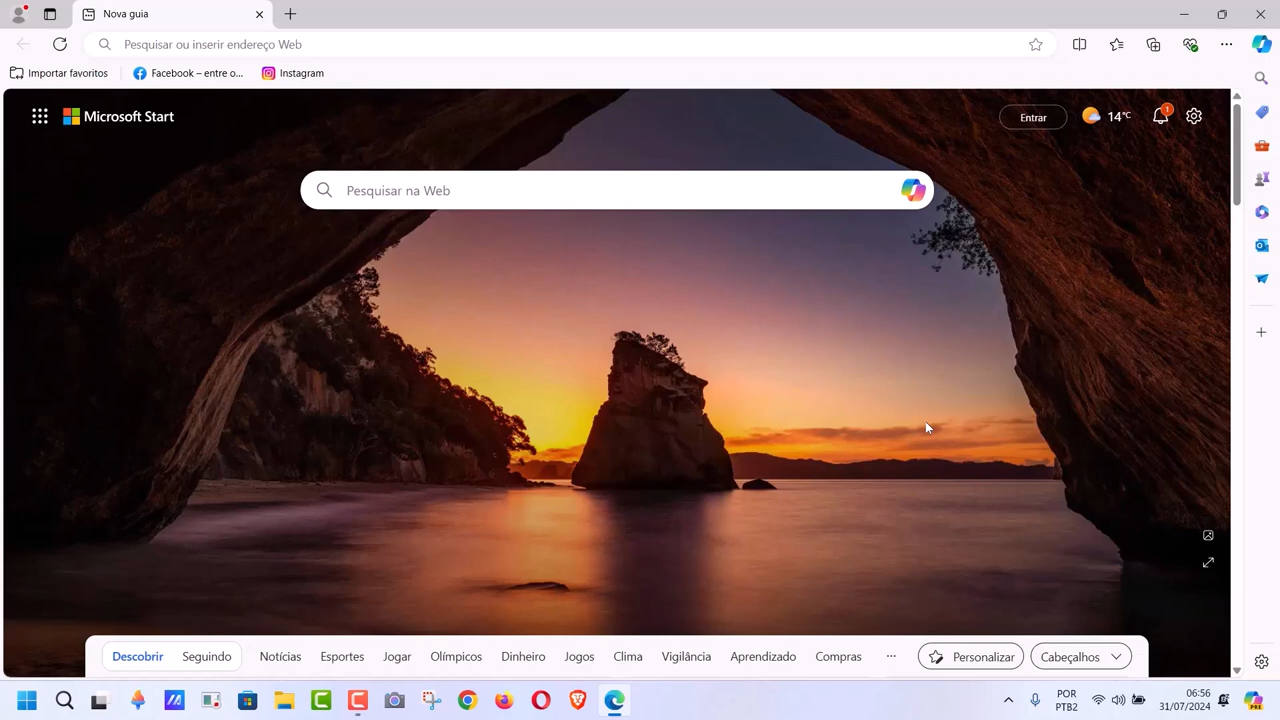 Nova guia
Pesquisar ou inserir endereço Web
Importar favoritos
Facebook – entre o...
Instagram
Microsoft Start
Entrar
14°C
1
Pesquisar na Web
Descobrir
Seguindo
Notícias
Esportes
Jogar
Olímpicos
Dinheiro
Jogos
Clima
Vigilância
Aprendizado
Compras
Personalizar
Cabeçalhos
POR
PTB2
06:56
31/07/2024
PRE